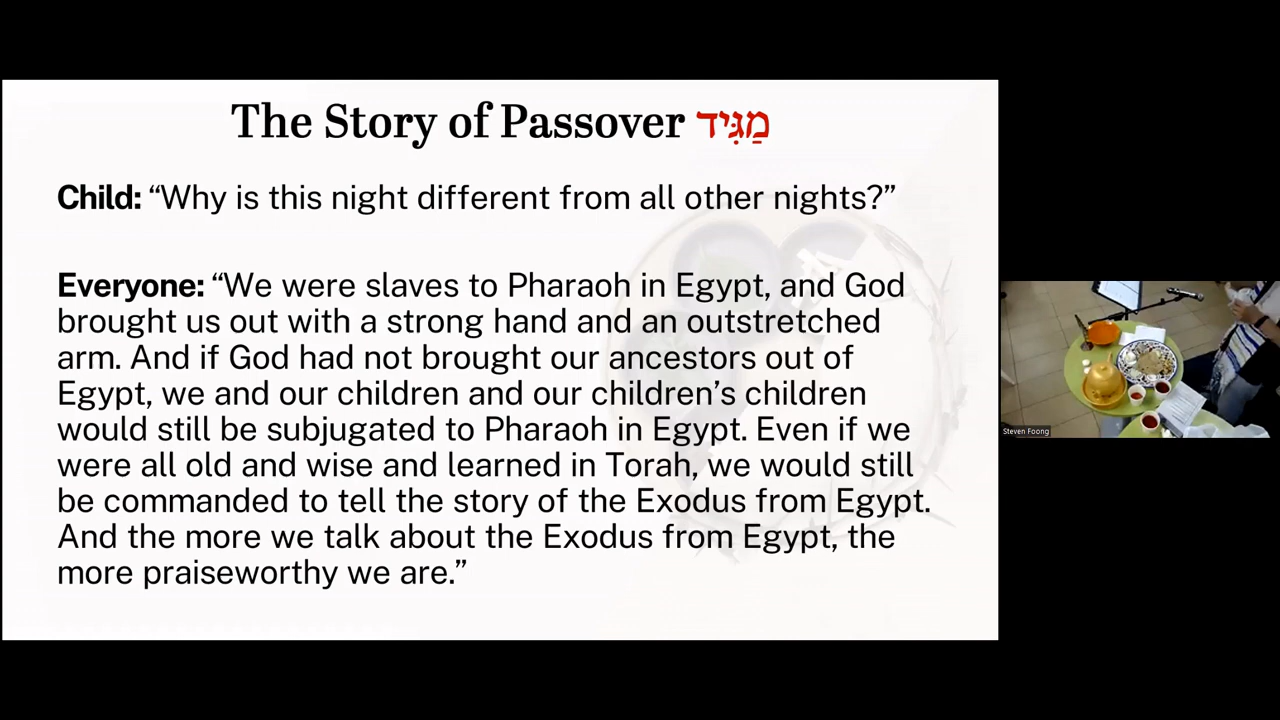 The Story of Passover מַגִּיד
Child: “Why is this night different from all other nights?”
Everyone: “We were slaves to Pharaoh in Egypt, and God
brought us out with a strong hand and an outstretched
arm. And if God had not brought our ancestors out of
Egypt, we and our children and our children’s children
would still be subjugated to Pharaoh in Egypt. Even if we
were all old and wise and learned in Torah, we would still
be commanded to tell the story of the Exodus from Egypt.
And the more we talk about the Exodus from Egypt, the
more praiseworthy we are.”
Steven Foong